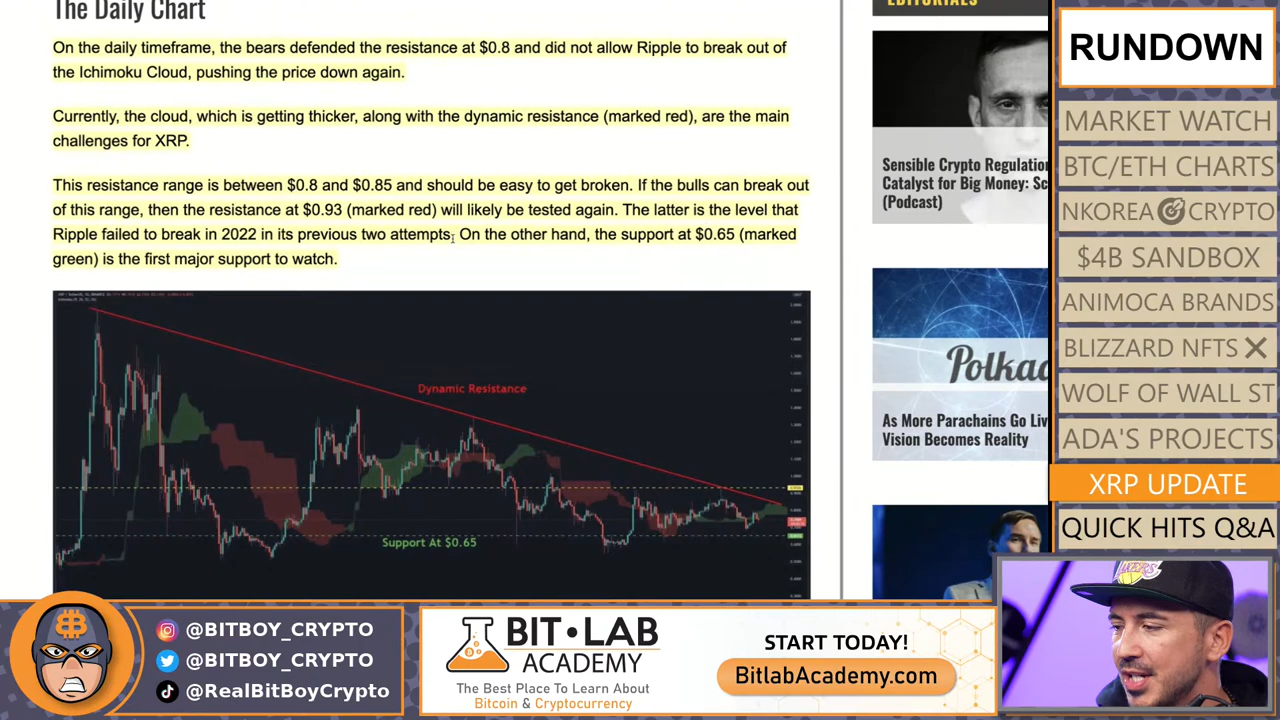 The Daily Chart
On the daily timeframe, the bears defended the resistance at $0.8 and did not allow Ripple to break out of
the Ichimoku Cloud, pushing the price down again.
Currently, the cloud, which is getting thicker, along with the dynamic resistance (marked red), are the main
challenges for XRP.
This resistance range is between $0.8 and $0.85 and should be easy to get broken. If the bulls can break out
of this range, then the resistance at $0.93 (marked red) will likely be tested again. The latter is the level that
Ripple failed to break in 2022 in its previous two attempts. On the other hand, the support at $0.65 (marked
green) is the first major support to watch.
Dynamic Resistance
Support At $0.65
EDITORIALS
Sensible Crypto Regulation
Catalyst for Big Money: Sc
(Podcast)
Polkad
As More Parachains Go Liv
Vision Becomes Reality
RUNDOWN
MARKET WATCH
BTC/ETH CHARTS
NKOREA CRYPTO
$4B SANDBOX
ANIMOCA BRANDS
BLIZZARD NFTS
WOLF OF WALL ST
ADA'S PROJECTS
XRP UPDATE
QUICK HITS Q&A
LAKERS
@BITBOY_CRYPTO
@BITBOY_CRYPTO
@RealBitBoyCrypto
BIT•LAB
ACADEMY
The Best Place To Learn About
Bitcoin & Cryptocurrency
START TODAY!
BitlabAcademy.com